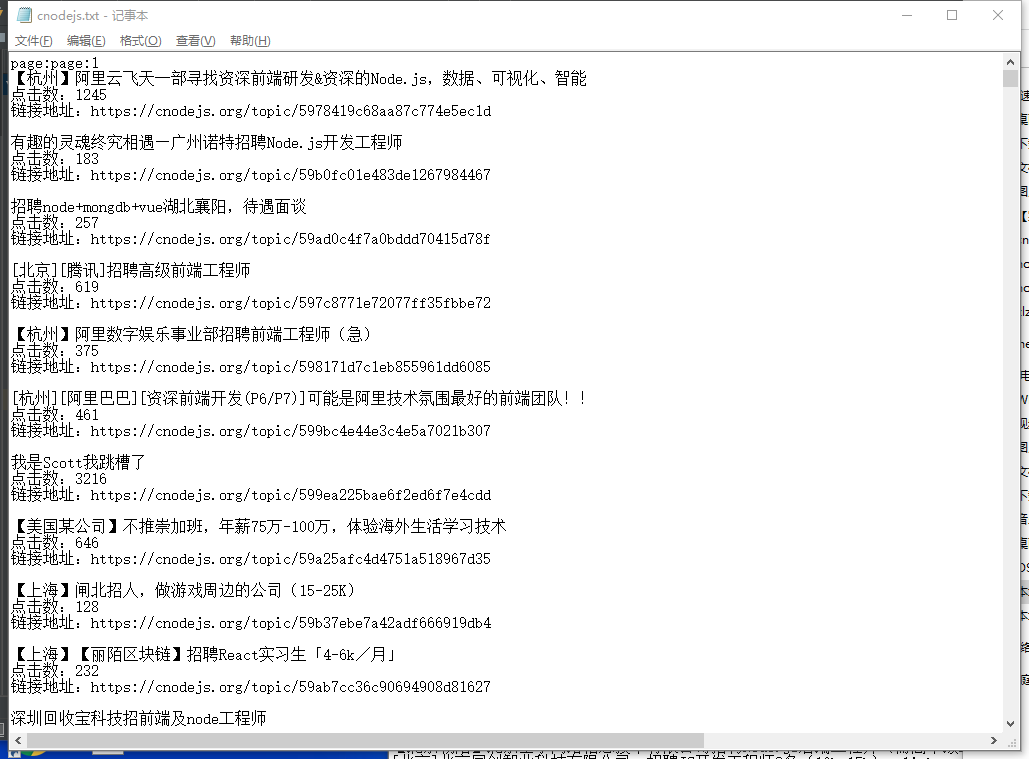 cnodejs.txt - 记事本
文件(F) 编辑(E) 格式(O) 查看(V) 帮助(H)
page:page:1
【杭州】阿里云飞天一部寻找资深前端研发&资深的Node.js，数据、可视化、智能
点击数：1245
链接地址：https://cnodejs.org/topic/5978419c68aa87c774e5ec1d
有趣的灵魂终究相遇一广州诺特招聘Node.js开发工程师
点击数：183
链接地址：https://cnodejs.org/topic/59b0fc01e483de1267984467
招聘node+mongdb+vue湖北襄阳，待遇面谈
点击数：257
链接地址：https://cnodejs.org/topic/59ad0c4f7a0bddd70415d78f
[北京][腾讯]招聘高级前端工程师
点击数：619
链接地址：https://cnodejs.org/topic/597c8771e72077ff35fbbe72
【杭州】阿里数字娱乐事业部招聘前端工程师（急）
点击数：375
链接地址：https://cnodejs.org/topic/598171d7c1eb855961dd6085
[杭州][阿里巴巴][资深前端开发(P6/P7)]可能是阿里技术氛围最好的前端团队！！
点击数：461
链接地址：https://cnodejs.org/topic/599bc4e44e3c4e5a7021b307
我是Scott我跳槽了
点击数：3216
链接地址：https://cnodejs.org/topic/599ea225bae6f2ed6f7e4cdd
【美国某公司】不推崇加班，年薪75万-100万，体验海外生活学习技术
点击数：646
链接地址：https://cnodejs.org/topic/59a25afc4d4751a518967d35
【上海】闸北招人，做游戏周边的公司（15-25K）
点击数：128
链接地址：https://cnodejs.org/topic/59b37ebe7a42adf666919db4
【上海】【丽陌区块链】招聘React实习生「4-6k／月」
点击数：232
链接地址：https://cnodejs.org/topic/59ab7cc36c90694908d81627
深圳回收宝科技招前端及node工程师